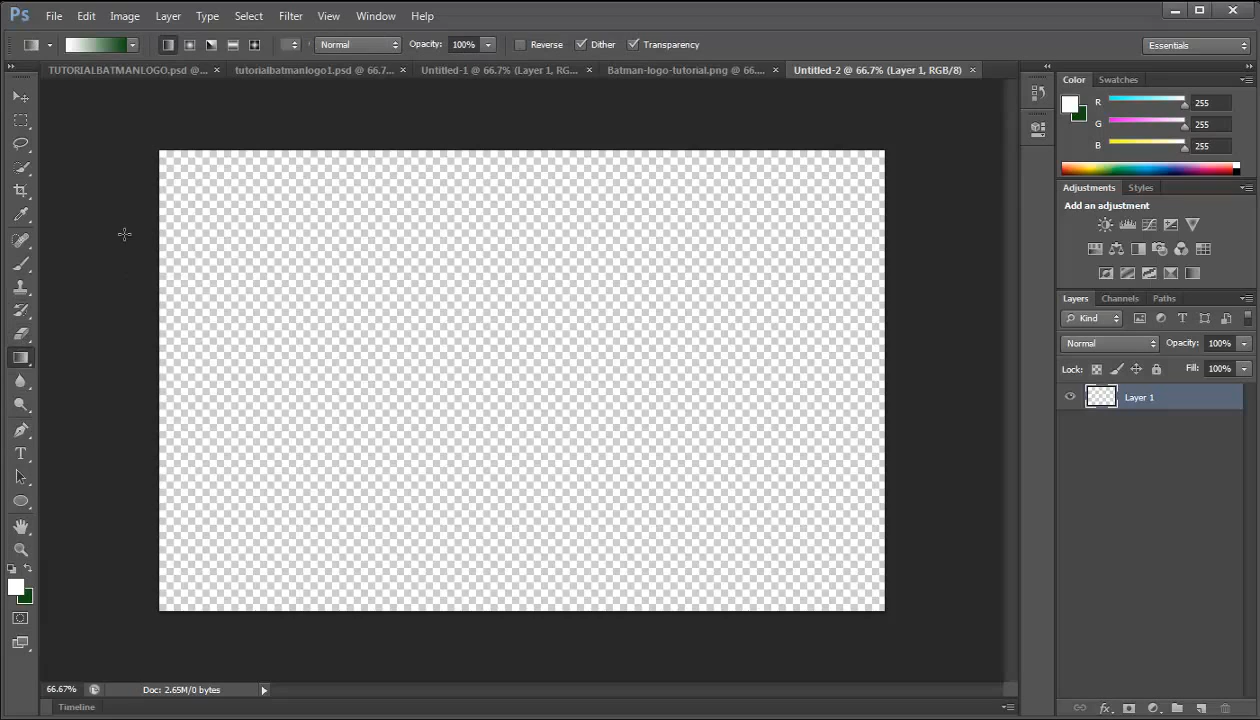 Ps File Edit Image Layer Type Select Filter View Window Help
Normal Opacity: 100% Reverse Dither Transparency Essentials
TUTORIALBATMANLOGO.psd @... × tutorialbatmanlogo1.psd @ 66.7... × Untitled-1 @ 66.7% (Layer 1, RG... × Batman-logo-tutorial.png @ 66.... × Untitled-2 @ 66.7% (Layer 1, RGB/8) ×
Color Swatches
R 255
G 255
B 255
Adjustments Styles
Add an adjustment
Layers Channels Paths
Kind
Normal Opacity: 100%
Lock: Fill: 100%
Layer 1
T
66.67% Doc: 2.65M/0 bytes
fx
Timeline